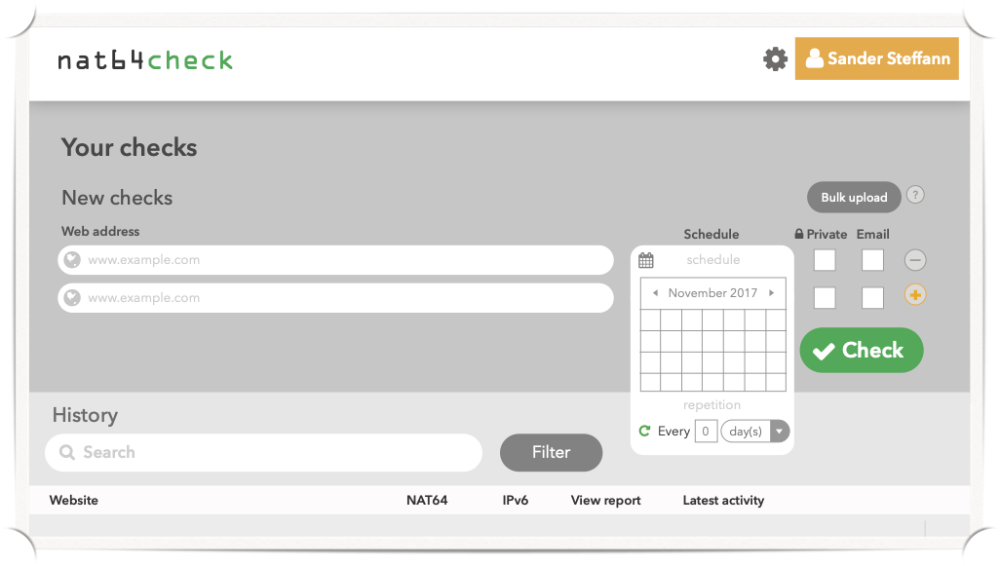 nat64check
Sander Steffann
Your checks
New checks
Bulk upload ?
Web address
Schedule
Private Email
www.example.com
schedule
www.example.com
November 2017
Check
repetition
Every 0 day(s)
History
Search
Filter
Website NAT64 IPv6 View report Latest activity